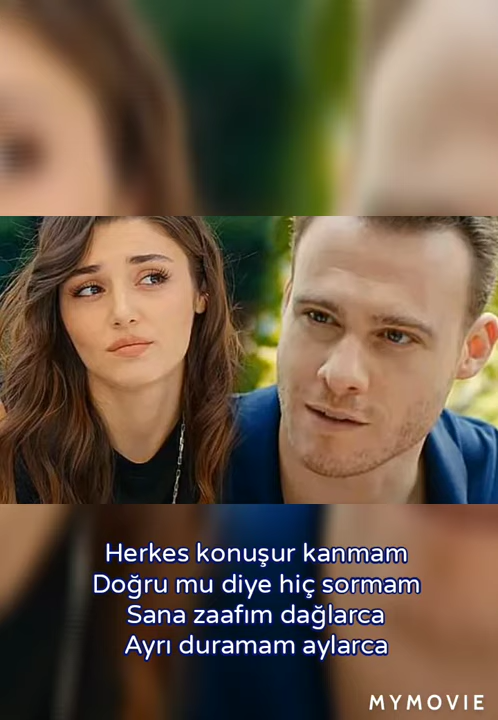 Herkes konuşur kanmam
Doğru mu diye hiç sormam
Sana zaafım dağlarca
Ayrı duramam aylarca
MYMOVIE